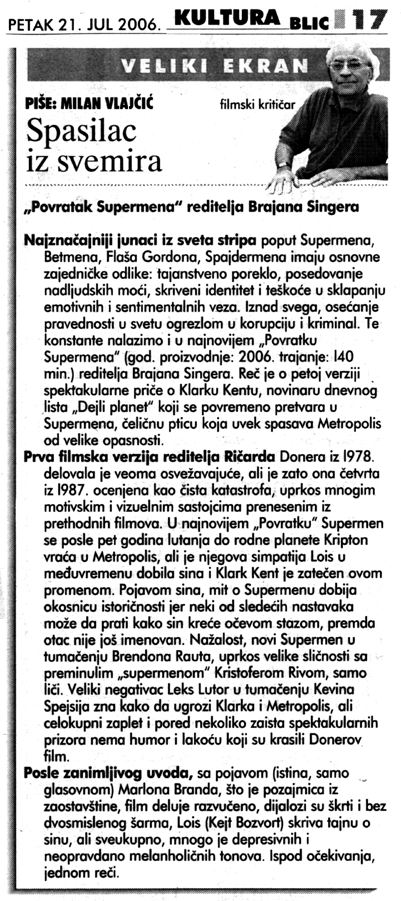 PETAK 21. JUL 2006. KULTURA BLIC 17
VELIKI EKRAN
PIŠE: MILAN VLAJČIĆ filmski kritičar
Spasilac
iz svemira
„Povratak Supermena“ reditelja Brajana Singera
Najznačajniji junaci iz sveta stripa poput Supermena,
Betmena, Flaša Gordona, Spajdermena imaju osnovne
zajedničke odlike: tajanstveno poreklo, posedovanje
nadljudskih moći, skriveni identitet i teškoće u sklapanju
emotivnih i sentimentalnih veza. Iznad svega, osećanje
pravednosti u svetu ogrezlom u korupciju i kriminal. Te
konstante nalazimo i u najnovijem „Povratku
Supermena“ (god. proizvodnje: 2006. trajanje: 140
min.) reditelja Brajana Singera. Reč je o petoj verziji
spektakularne priče o Klarku Kentu, novinaru dnevnog
lista „Dejli planet“ koji se povremeno pretvara u
Supermena, čeličnu pticu koja uvek spasava Metropolis
od velike opasnosti.
Prva filmska verzija reditelja Ričarda Donera iz 1978.
delovala je veoma osvežavajuće, ali je zato ona četvrta
iz 1987. ocenjena kao čista katastrofa, uprkos mnogim
motivskim i vizuelnim sastojcima prenesenim iz
prethodnih filmova. U najnovijem „Povratku“ Supermen
se posle pet godina lutanja do rodne planete Kripton
vraća u Metropolis, ali je njegova simpatija Lois u
međuvremenu dobila sina i Klark Kent je zatečen ovom
promenom. Pojavom sina, mit o Supermenu dobija
okosnicu istoričnosti jer neki od sledećih nastavaka
može da prati kako sin kreće očevom stazom, premda
otac nije još imenovan. Nažalost, novi Supermen u
tumačenju Brendona Rauta, uprkos velike sličnosti sa
preminulim „supermenom“ Kristoferom Rivom, samo
liči. Veliki negativac Leks Lutor u tumačenju Kevina
Spejsija zna kako da ugrozi Klarka i Metropolis, ali
celokupni zaplet i pored nekoliko zaista spektakularnih
prizora nema humor i lakoću koji su krasili Donerov
film.
Posle zanimljivog uvoda, sa pojavom (istina, samo
glasovnom) Marlona Branda, što je pozajmica iz
zaostavštine, film deluje razvučeno, dijalozi su škrti i bez
dvosmislenog šarma, Lois (Kejt Bozvort) skriva tajnu o
sinu, ali sveukupno, mnogo je depresivnih i
neopravdano melanholičnih tonova. Ispod očekivanja,
jednom reči.